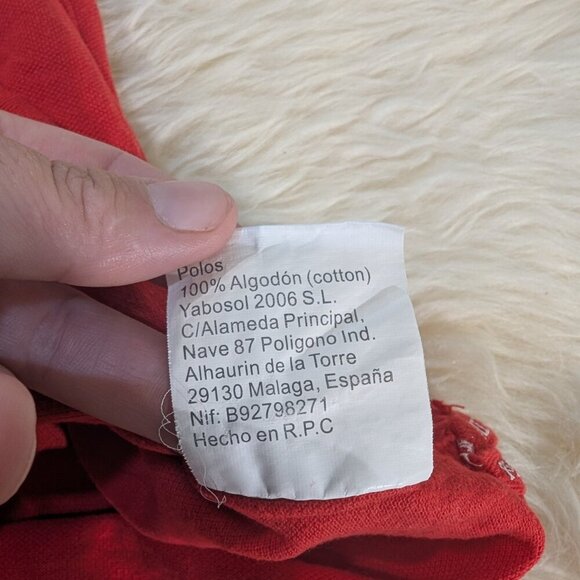 Polos
100% Algodón (cotton)
Yabosol 2006 S.L.
C/Alameda Principal,
Nave 87 Poligono Ind.
Alhaurin de la Torre
29130 Malaga, España
Nif: B92798271
Hecho en R.P.C